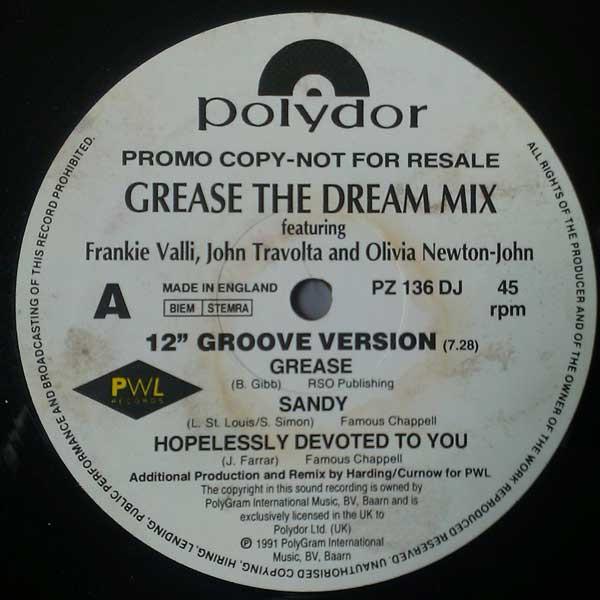 polydor
PROMO COPY-NOT FOR RESALE
GREASE THE DREAM MIX
featuring
Frankie Valli, John Travolta and Olivia Newton-John
A
MADE IN ENGLAND
BIEM STEMRA
PZ 136 DJ
45
rpm
12” GROOVE VERSION (7.28)
GREASE
(B. Gibb) RSO Publishing
PWL
RECORDS
SANDY
(L. St. Louis/S. Simon) Famous Chappell
HOPELESSLY DEVOTED TO YOU
(J. Farrar) Famous Chappell
Additional Production and Remix by Harding/Curnow for PWL
The copyright in this sound recording is owned by
PolyGram International Music, BV, Baarn and is
exclusively licensed in the UK to
Polydor Ltd. (UK)
℗ 1991 PolyGram International
Music, BV, Baarn
ALL RIGHTS OF THE PRODUCER AND OF THE OWNER OF THE WORK REPRODUCED RESERVED. UNAUTHORISED COPYING, HIRING, LENDING, PUBLIC PERFORMANCE AND BROADCASTING OF THIS RECORD PROHIBITED.